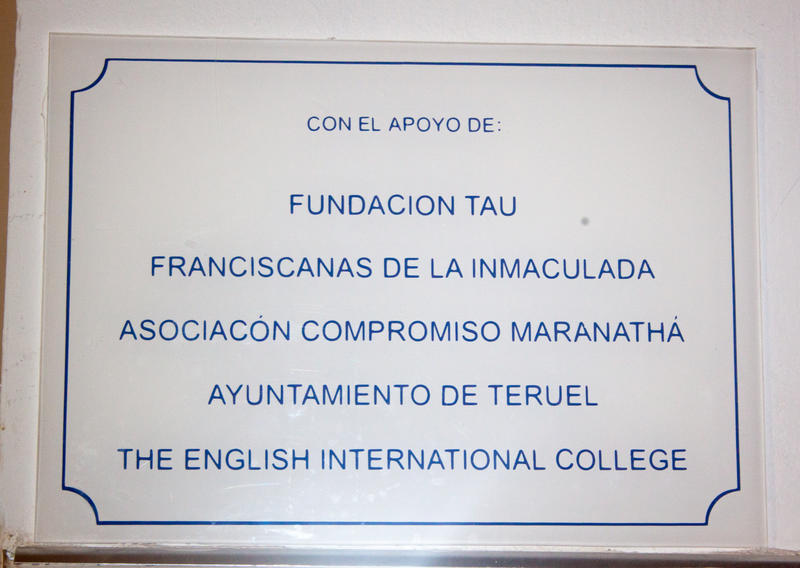 CON EL APOYO DE:
FUNDACION TAU
FRANCISCANAS DE LA INMACULADA
ASOCIACÓN COMPROMISO MARANATHÁ
AYUNTAMIENTO DE TERUEL
THE ENGLISH INTERNATIONAL COLLEGE